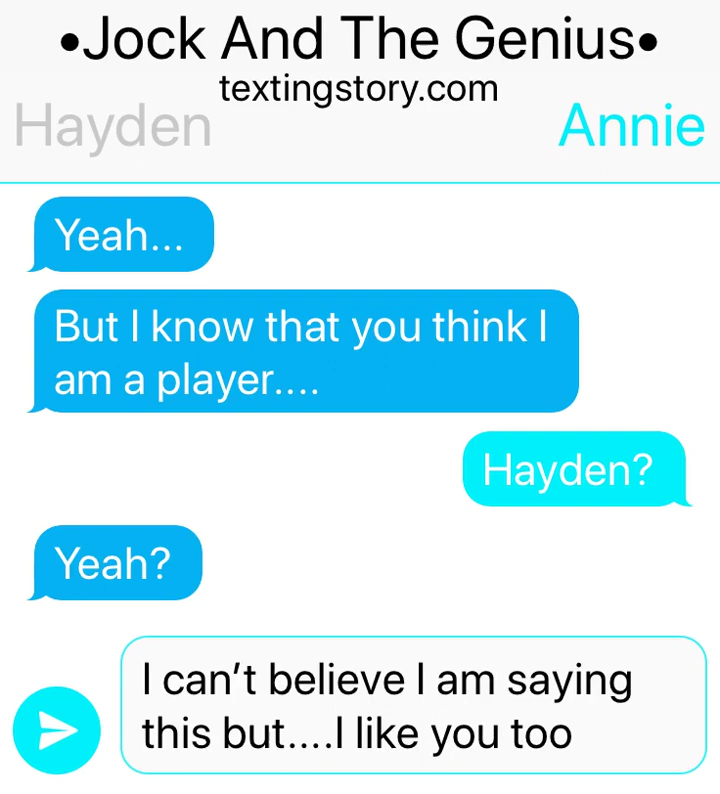 •Jock And The Genius•
textingstory.com
Hayden
Annie
Yeah...
But I know that you think I
am a player....
Hayden?
Yeah?
I can't believe I am saying
this but....I like you too